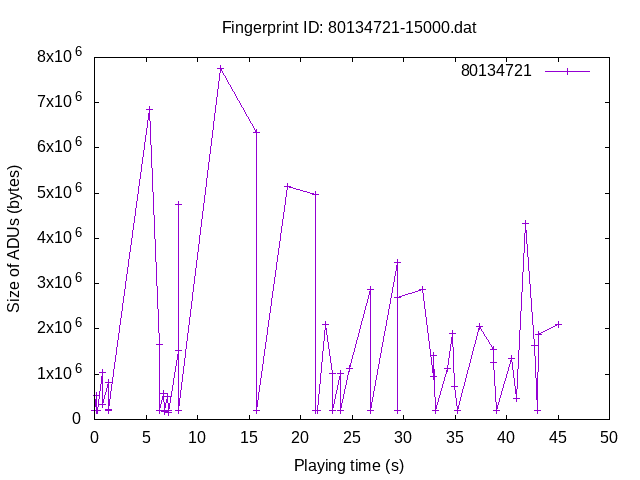 Fingerprint ID: 80134721-15000.dat
8x10^6
80134721
7x10^6
6x10^6
5x10^6
4x10^6
3x10^6
2x10^6
1x10^6
0
Size of ADUs (bytes)
0 5 10 15 20 25 30 35 40 45 50
Playing time (s)